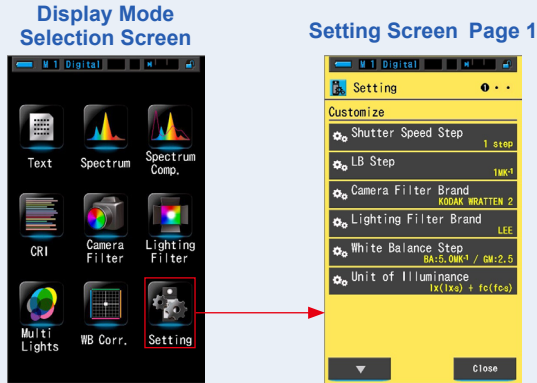 Display Mode
Selection Screen
M 1 Digital
Text
Spectrum
Spectrum
Comp.
CRI
Camera
Filter
Lighting
Filter
Multi
Lights
WB Corr.
Setting
Setting Screen Page 1
M 1 Digital
Setting
❶ · ·
Customize
Shutter Speed Step
1 step
LB Step
1MK-1
Camera Filter Brand
KODAK WRATTEN 2
Lighting Filter Brand
LEE
White Balance Step
BA:5.0MK-1 / GM:2.5
Unit of Illuminance
lx(lxs) + fc(fcs)
▼
Close